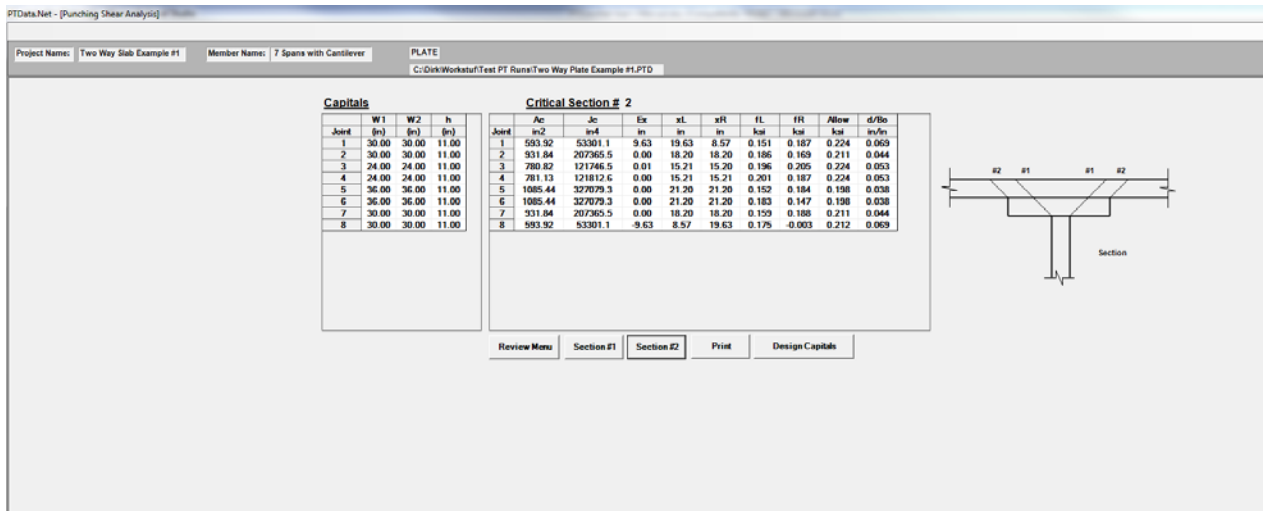 PTData.Net - [Punching Shear Analysis]
Project Name: Two Way Slab Example #1 Member Name: 7 Spans with Cantilever PLATE
C:\Dirk\Workstuf\Test PT Runs\Two Way Plate Example #1.PTD
Capitals
W1 W2 h
Joint (in) (in) (in)
1 30.00 30.00 11.00
2 30.00 30.00 11.00
3 24.00 24.00 11.00
4 24.00 24.00 11.00
5 36.00 36.00 11.00
6 36.00 36.00 11.00
7 30.00 30.00 11.00
8 30.00 30.00 11.00
Critical Section # 2
Ac Jc Ex xL xR fL fR Allow d/Bo
Joint in2 in4 in in in ksi ksi ksi in/in
1 593.92 53301.1 9.63 19.63 8.57 0.151 0.187 0.224 0.069
2 931.84 207365.5 0.00 18.20 18.20 0.186 0.169 0.211 0.044
3 780.82 121746.5 0.01 15.21 15.20 0.196 0.205 0.224 0.053
4 781.13 121812.6 0.00 15.21 15.21 0.201 0.187 0.224 0.053
5 1085.44 327079.3 0.00 21.20 21.20 0.152 0.184 0.198 0.038
6 1085.44 327079.3 0.00 21.20 21.20 0.183 0.147 0.198 0.038
7 931.84 207365.5 0.00 18.20 18.20 0.159 0.188 0.211 0.044
8 593.92 53301.1 -9.63 8.57 19.63 0.175 -0.003 0.212 0.069
#2 #1 #1 #2
Section
Review Menu Section #1 Section #2 Print Design Capitals